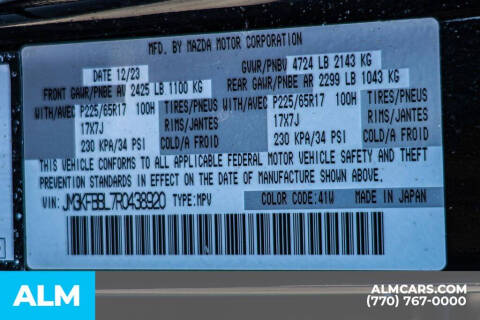 MFD. BY MAZDA MOTOR CORPORATION
DATE 12/23 GVWR/PNBV 4724 LB 2143 KG
FRONT GAWR/PNBE AV 2425 LB 1100 KG REAR GAWR/PNBE AR 2299 LB 1043 KG
WITH/AVEC P225/65R17 100H TIRES/PNEUS WITH/AVEC P225/65R17 100H TIRES/PNEUS
17X7J RIMS/JANTES 17X7J RIMS/JANTES
230 KPA/34 PSI COLD/A FROID 230 KPA/34 PSI COLD/A FROID
THIS VEHICLE CONFORMS TO ALL APPLICABLE FEDERAL MOTOR VEHICLE SAFETY AND THEFT
PREVENTION STANDARDS IN EFFECT ON THE DATE OF MANUFACTURE SHOWN ABOVE.
VIN: JM3KFBBL7R0438920 TYPE: MPV COLOR CODE: 41W MADE IN JAPAN
ALM
ALMCARS.COM
(770) 767-0000